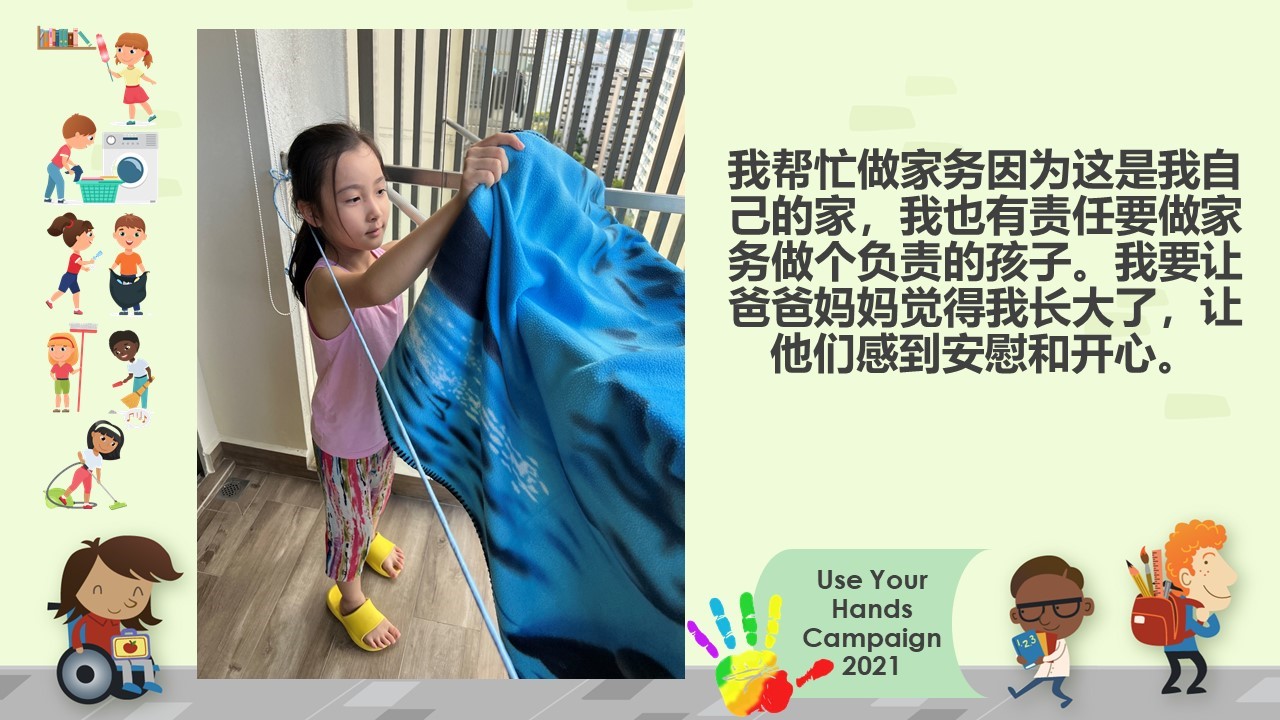 我帮忙做家务因为这是我自
己的家，我也有责任要做家
务做个负责的孩子。我要让
爸爸妈妈觉得我长大了，让
他们感到安慰和开心。
Use Your
Hands
Campaign
2021
123